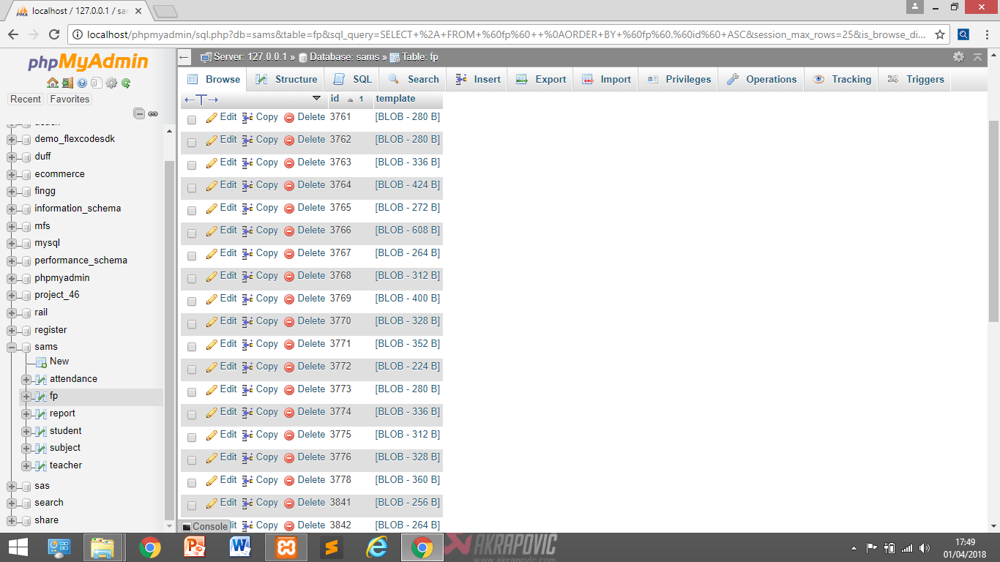 localhost / 127.0.0.1 / sar
localhost/phpmyadmin/sql.php?db=sams&table=fp&sql_query=SELECT+%2A+FROM+%60fp%60++%0AORDER+BY+%60fp%60.%60id%60+ASC&session_max_rows=25&is_browse_di...
phpMyAdmin
Recent Favorites
demo_flexcodesdk
duff
ecommerce
fingg
information_schema
mfs
mysql
performance_schema
phpmyadmin
project_46
rail
register
sams
New
attendance
fp
report
student
subject
teacher
sas
search
share
Server: 127.0.0.1 » Database: sams » Table: fp
Browse Structure SQL Search Insert Export Import Privileges Operations Tracking Triggers
id 1 template
Edit Copy Delete 3761 [BLOB - 280 B]
Edit Copy Delete 3762 [BLOB - 280 B]
Edit Copy Delete 3763 [BLOB - 336 B]
Edit Copy Delete 3764 [BLOB - 424 B]
Edit Copy Delete 3765 [BLOB - 272 B]
Edit Copy Delete 3766 [BLOB - 608 B]
Edit Copy Delete 3767 [BLOB - 264 B]
Edit Copy Delete 3768 [BLOB - 312 B]
Edit Copy Delete 3769 [BLOB - 400 B]
Edit Copy Delete 3770 [BLOB - 328 B]
Edit Copy Delete 3771 [BLOB - 352 B]
Edit Copy Delete 3772 [BLOB - 224 B]
Edit Copy Delete 3773 [BLOB - 280 B]
Edit Copy Delete 3774 [BLOB - 336 B]
Edit Copy Delete 3775 [BLOB - 312 B]
Edit Copy Delete 3776 [BLOB - 328 B]
Edit Copy Delete 3778 [BLOB - 360 B]
Edit Copy Delete 3841 [BLOB - 256 B]
Console it Copy Delete 3842 [BLOB - 264 B]
AKRAPOVIC
www.akrapovic.com
17:49
01/04/2018